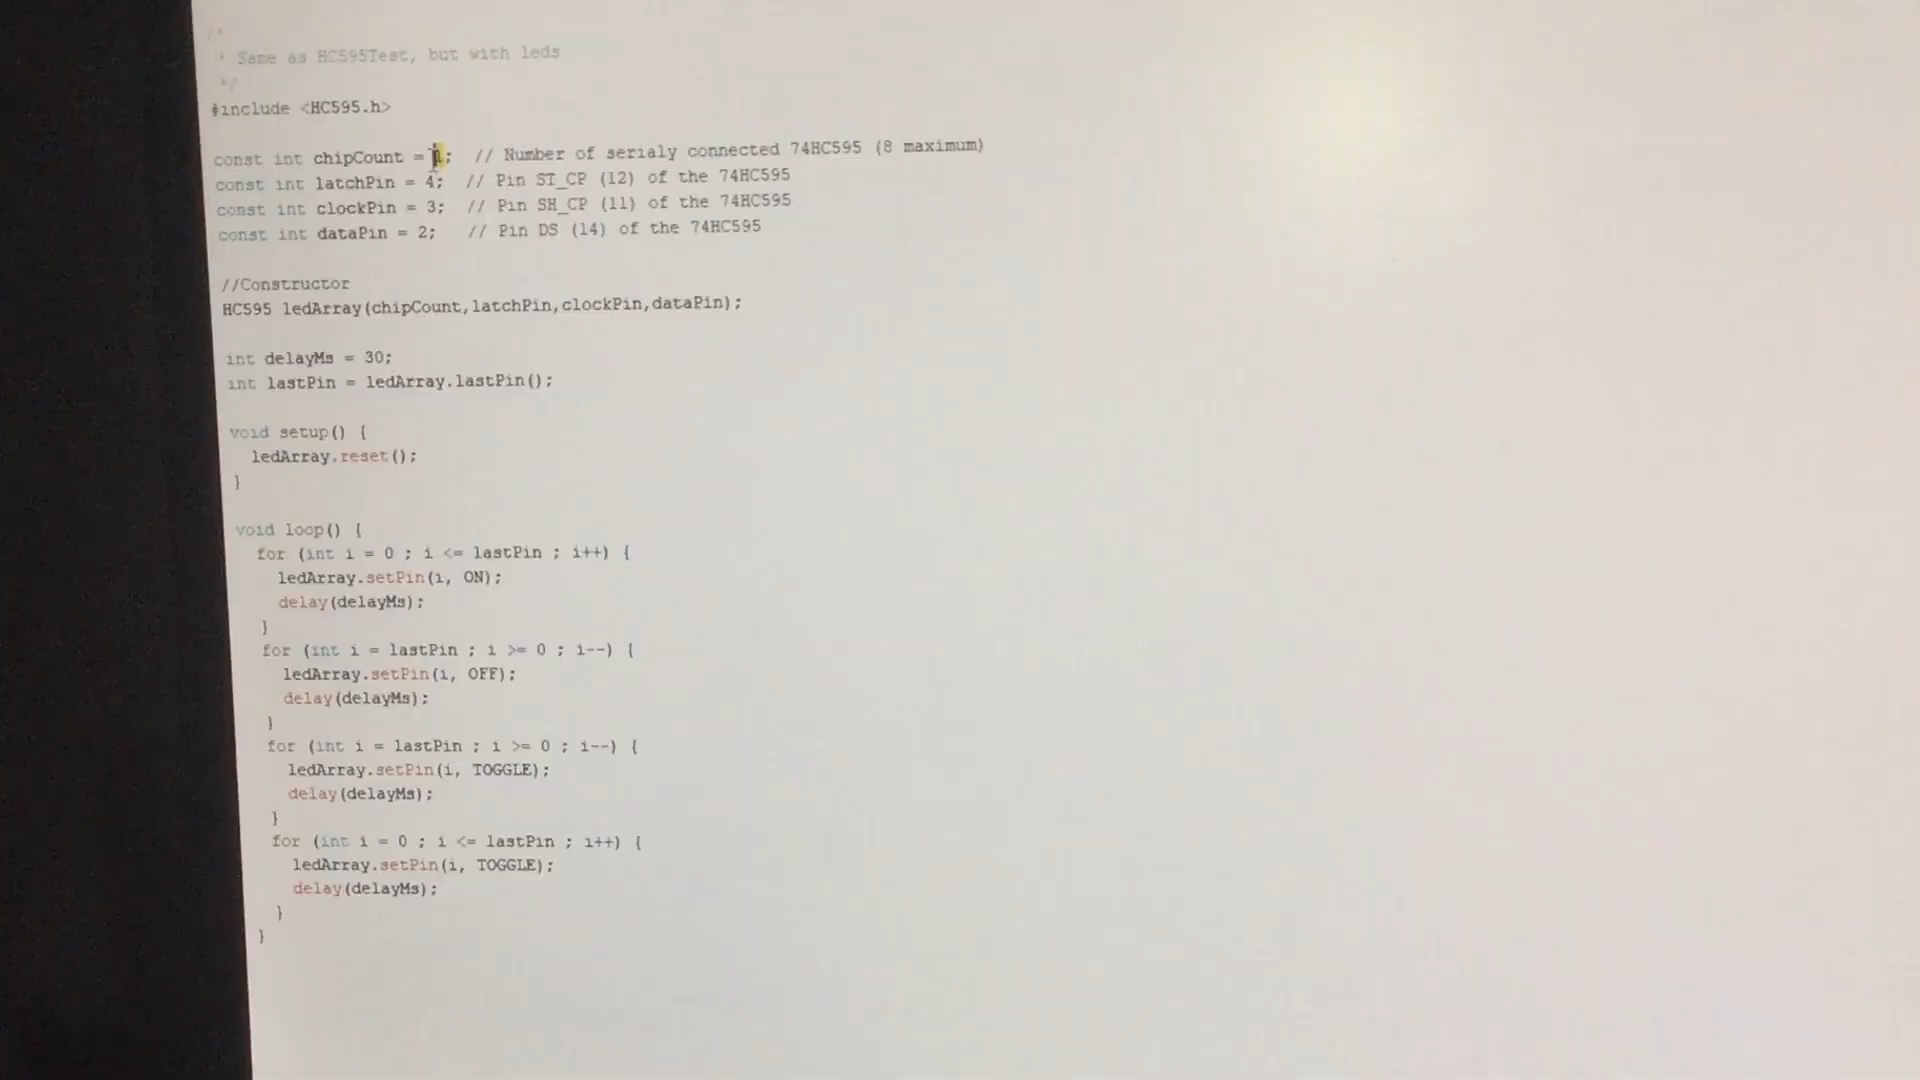 /*
* Same as HC595Test, but with leds
*/
#include <HC595.h>
const int chipCount = 1; // Number of serialy connected 74HC595 (8 maximum)
const int latchPin = 4; // Pin ST_CP (12) of the 74HC595
const int clockPin = 3; // Pin SH_CP (11) of the 74HC595
const int dataPin = 2; // Pin DS (14) of the 74HC595
//Constructor
HC595 ledArray(chipCount,latchPin,clockPin,dataPin);
int delayMs = 30;
int lastPin = ledArray.lastPin();
void setup() {
ledArray.reset();
}
void loop() {
for (int i = 0 ; i <= lastPin ; i++) {
ledArray.setPin(i, ON);
delay(delayMs);
}
for (int i = lastPin ; i >= 0 ; i--) {
ledArray.setPin(i, OFF);
delay(delayMs);
}
for (int i = lastPin ; i >= 0 ; i--) {
ledArray.setPin(i, TOGGLE);
delay(delayMs);
}
for (int i = 0 ; i <= lastPin ; i++) {
ledArray.setPin(i, TOGGLE);
delay(delayMs);
}
}